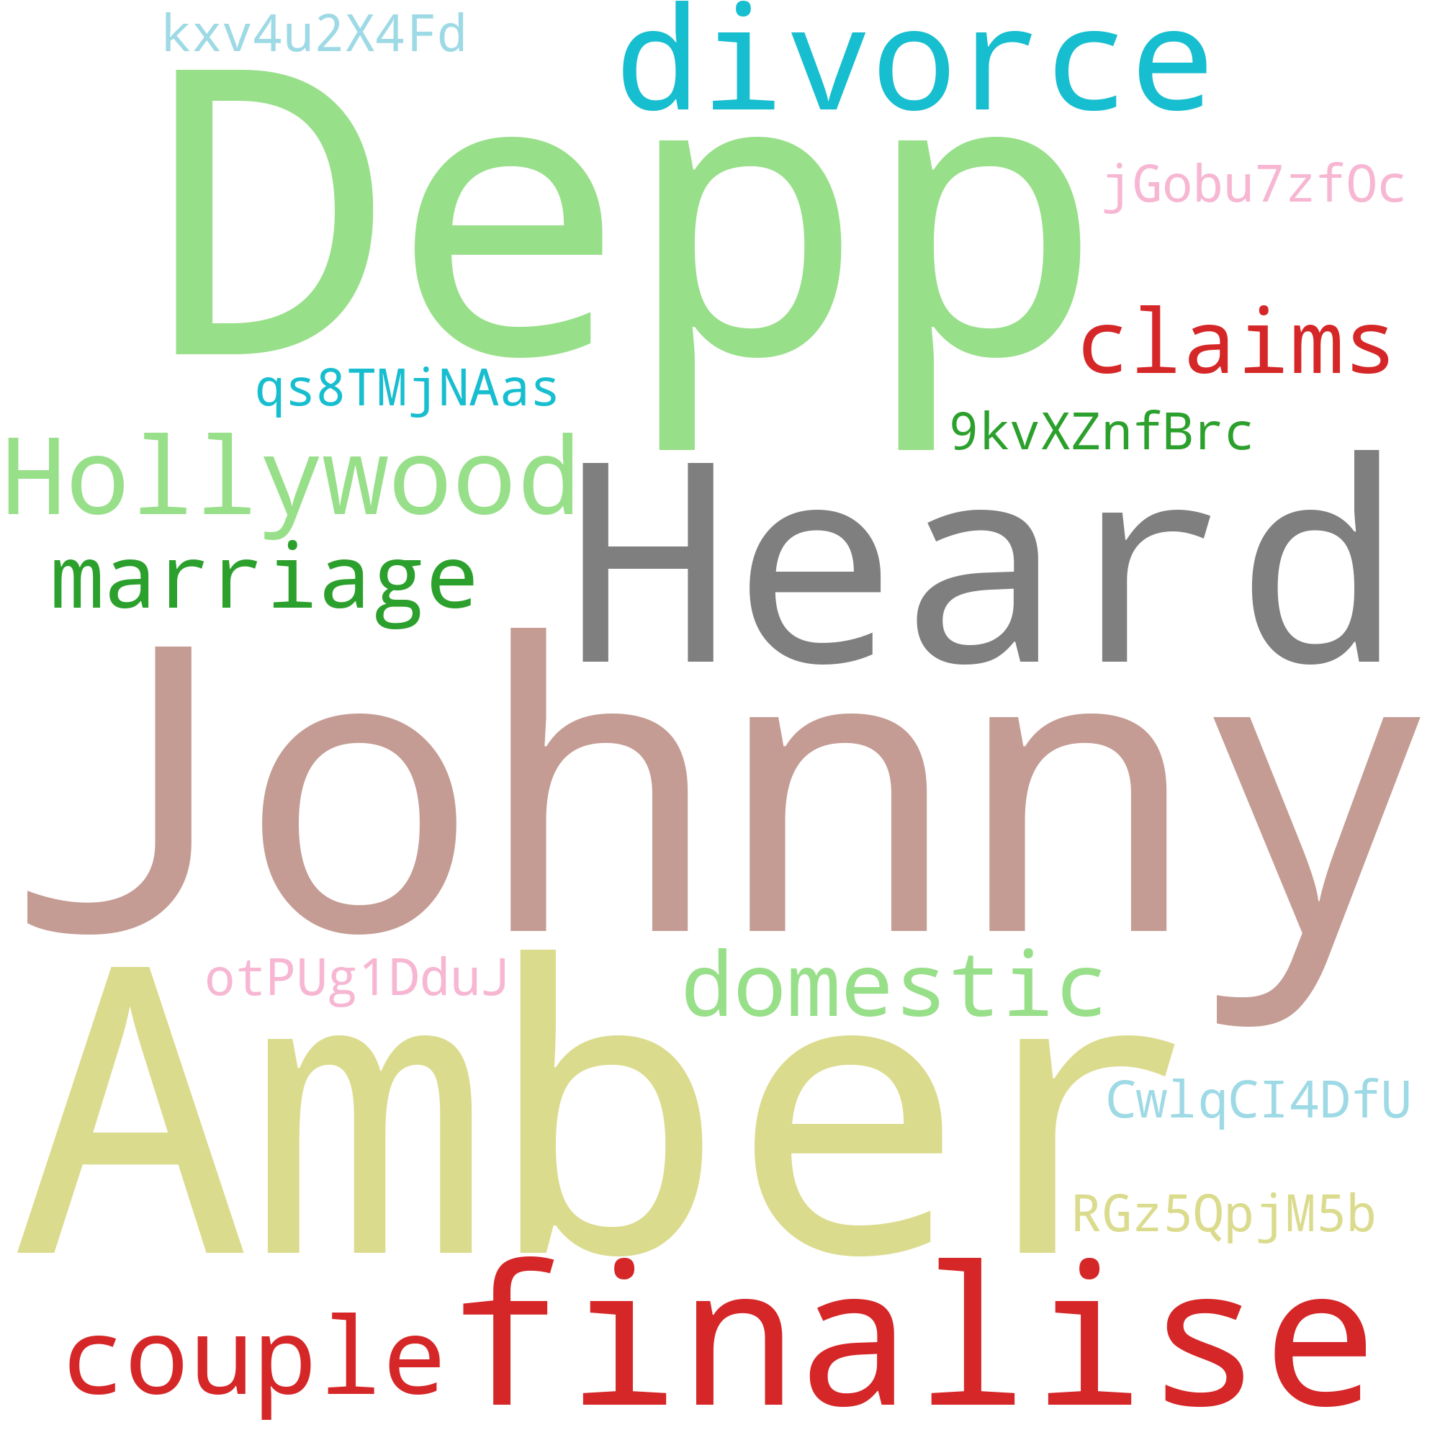 kxv4u2X4Fd
divorce
Depp
jGobu7zfOc
claims
qs8TMjNAas
9kvXZnfBrc
Hollywood
Heard
marriage
Johnny
otPUg1DduJ
domestic
Amber
CwlqCI4DfU
RGz5QpjM5b
finalise
couple